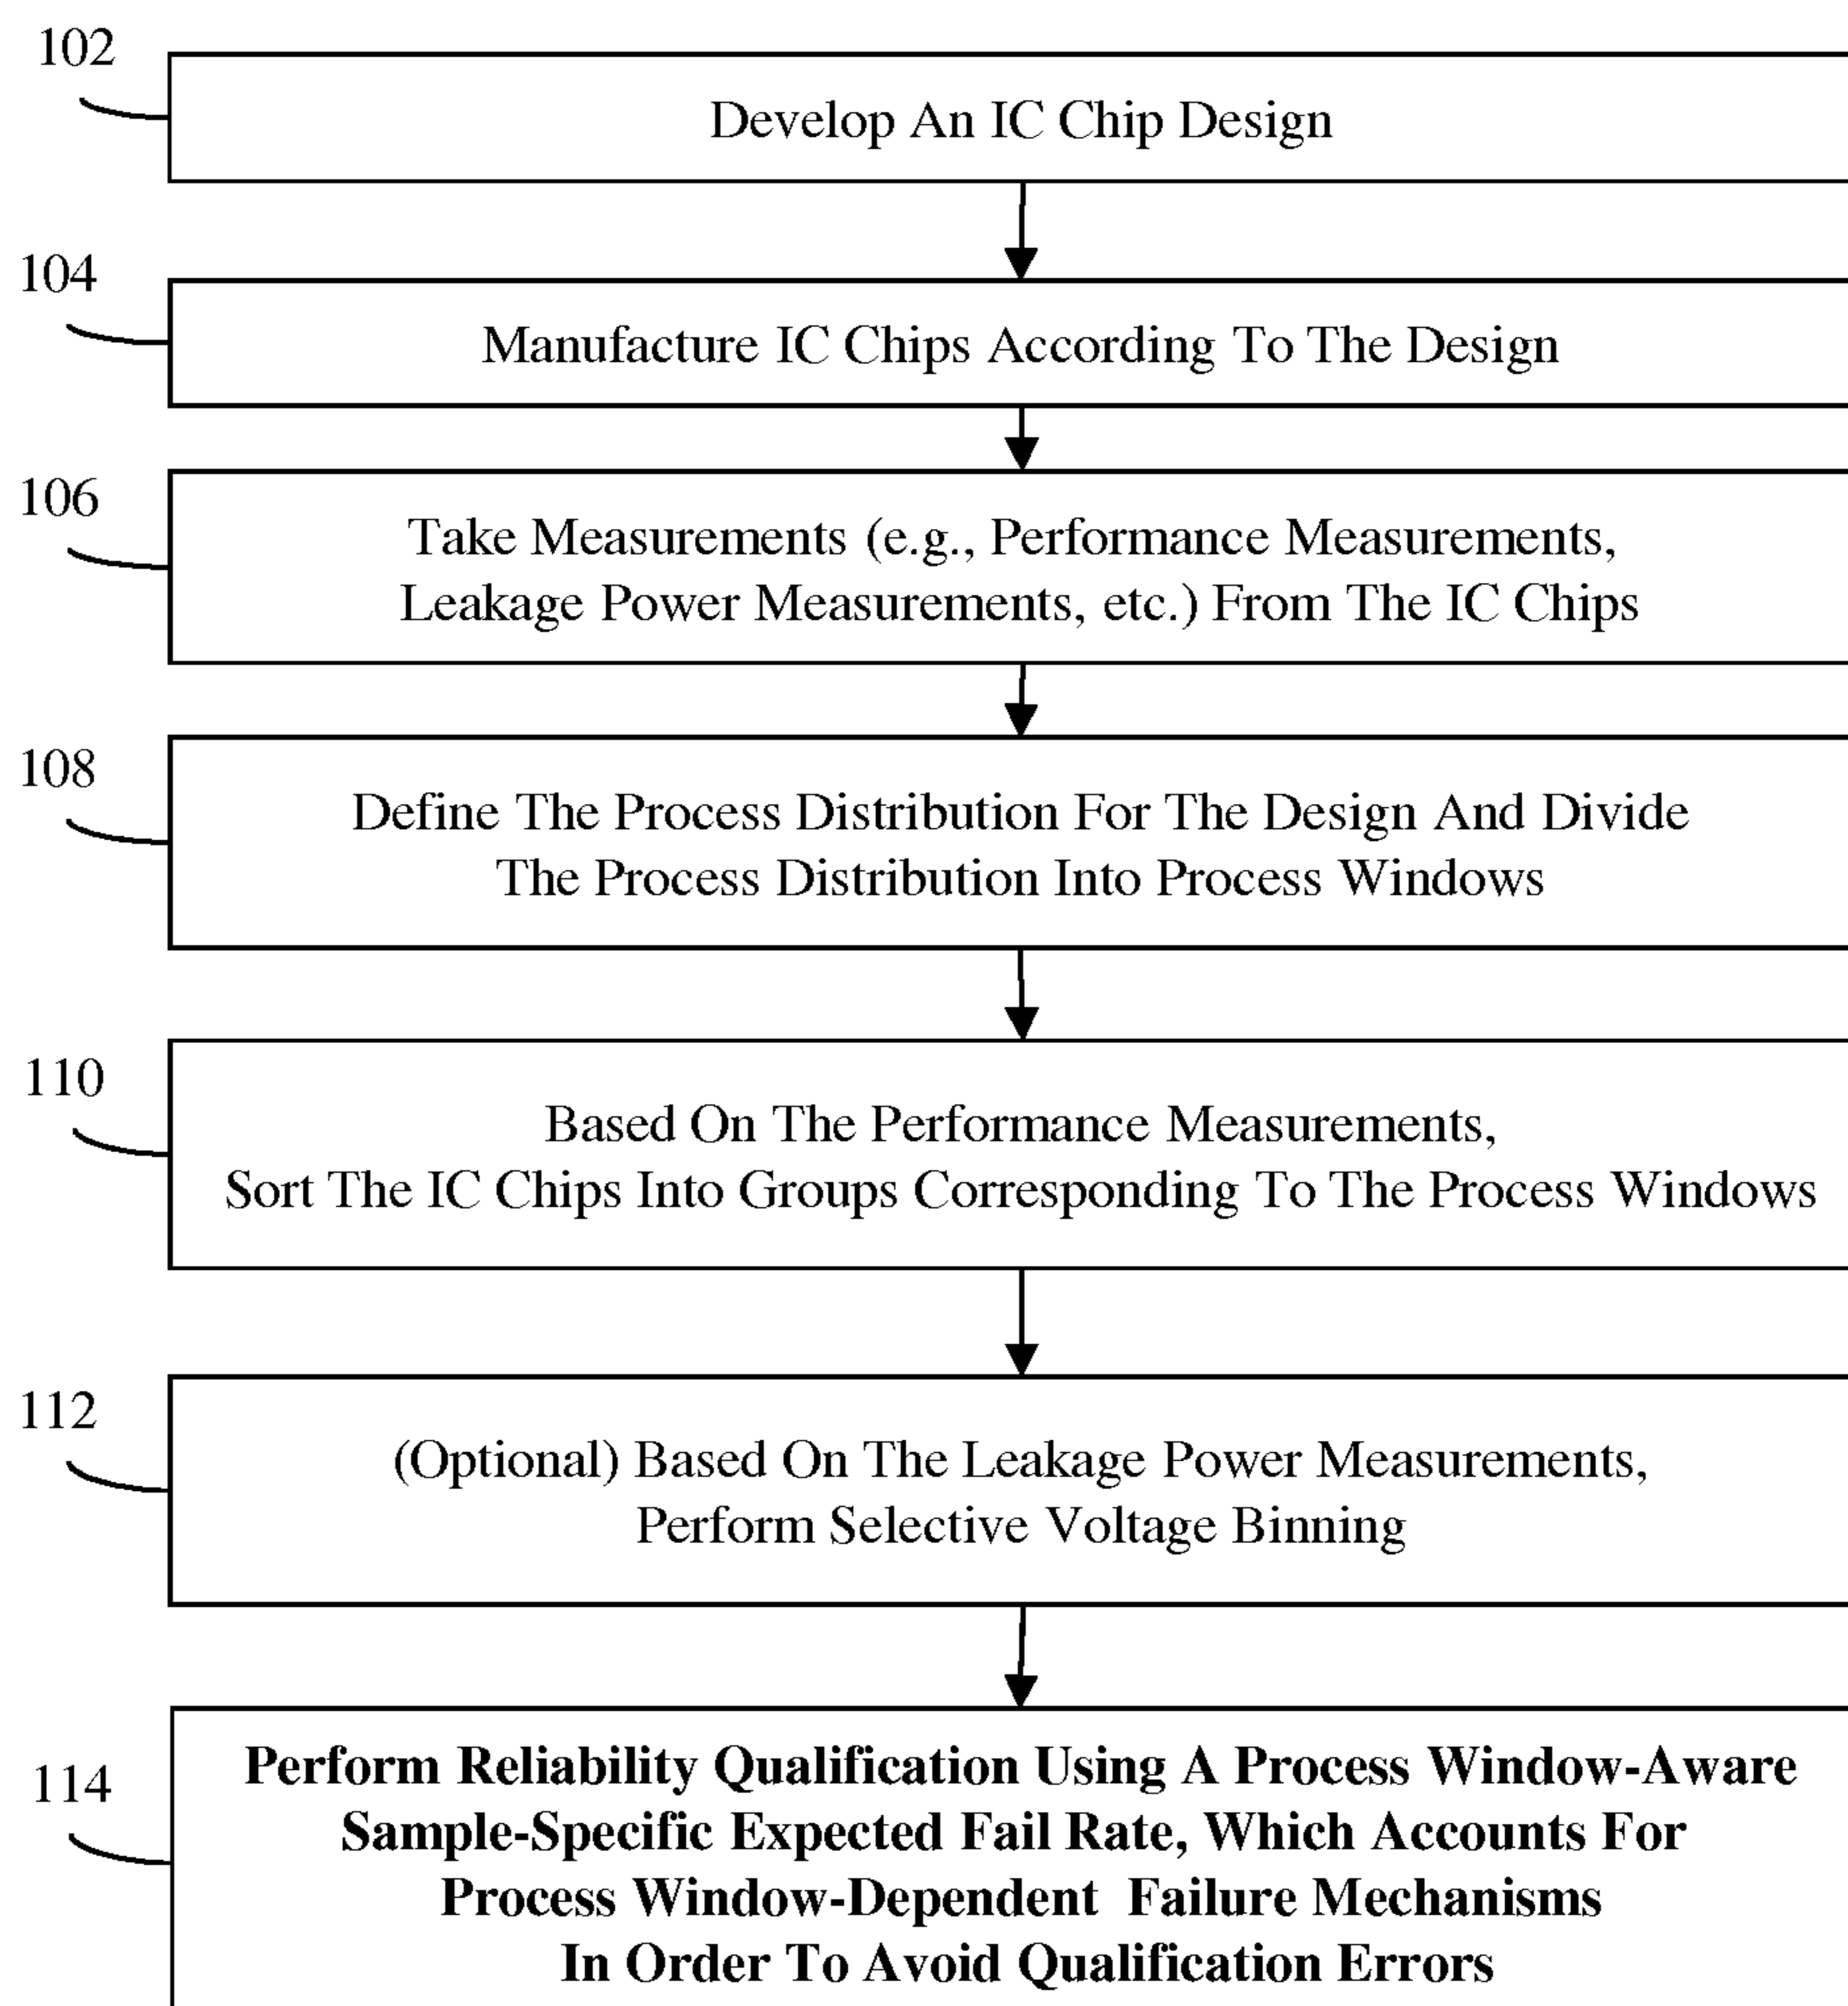 102
Develop An IC Chip Design
104
Manufacture IC Chips According To The Design
106
Take Measurements (e.g., Performance Measurements,
Leakage Power Measurements, etc.) From The IC Chips
108
Define The Process Distribution For The Design And Divide
The Process Distribution Into Process Windows
110
Based On The Performance Measurements,
Sort The IC Chips Into Groups Corresponding To The Process Windows
112
(Optional) Based On The Leakage Power Measurements,
Perform Selective Voltage Binning
114
Perform Reliability Qualification Using A Process Window-Aware
Sample-Specific Expected Fail Rate, Which Accounts For
Process Window-Dependent Failure Mechanisms
In Order To Avoid Qualification Errors